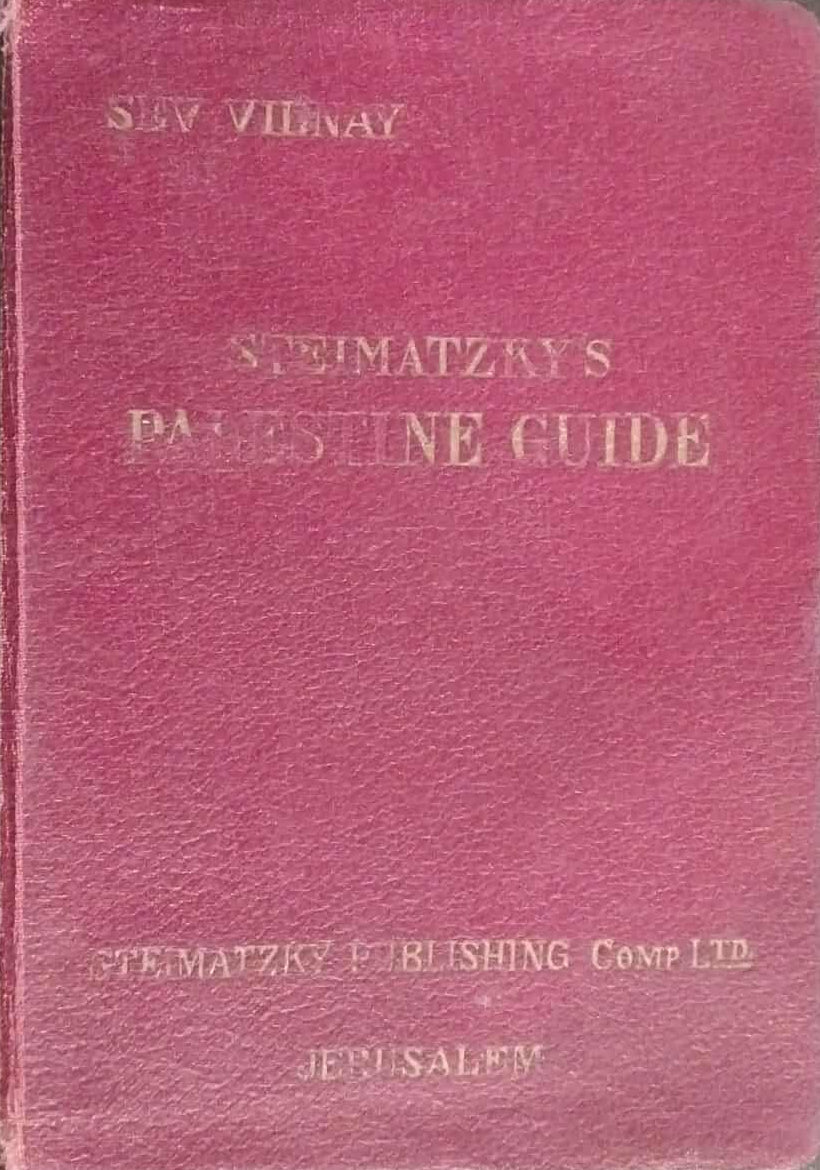 SEV VILNAY
STEIMATZKY'S
PALESTINE GUIDE
STEIMATZKY PUBLISHING COMP LTD.
JERUSALEM